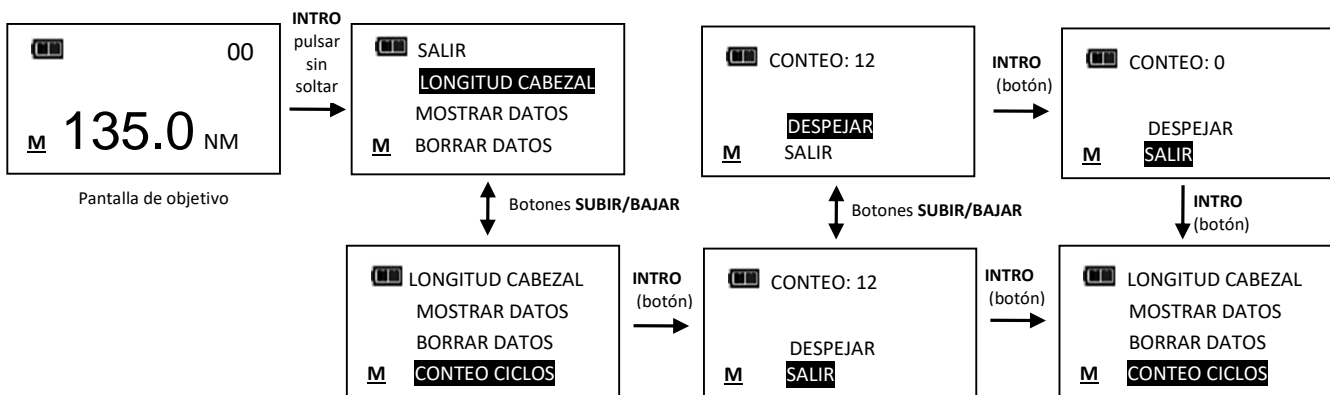 00
M 135.0 NM
Pantalla de objetivo
INTRO
pulsar
sin
soltar
SALIR
LONGITUD CABEZAL
MOSTRAR DATOS
M BORRAR DATOS
Botones SUBIR/BAJAR
LONGITUD CABEZAL
MOSTRAR DATOS
BORRAR DATOS
M CONTEO CICLOS
INTRO
(botón)
CONTEO: 12
DESPEJAR
M SALIR
Botones SUBIR/BAJAR
CONTEO: 12
DESPEJAR
M SALIR
INTRO
(botón)
CONTEO: 0
DESPEJAR
M SALIR
INTRO
(botón)
INTRO
(botón)
LONGITUD CABEZAL
MOSTRAR DATOS
BORRAR DATOS
M CONTEO CICLOS